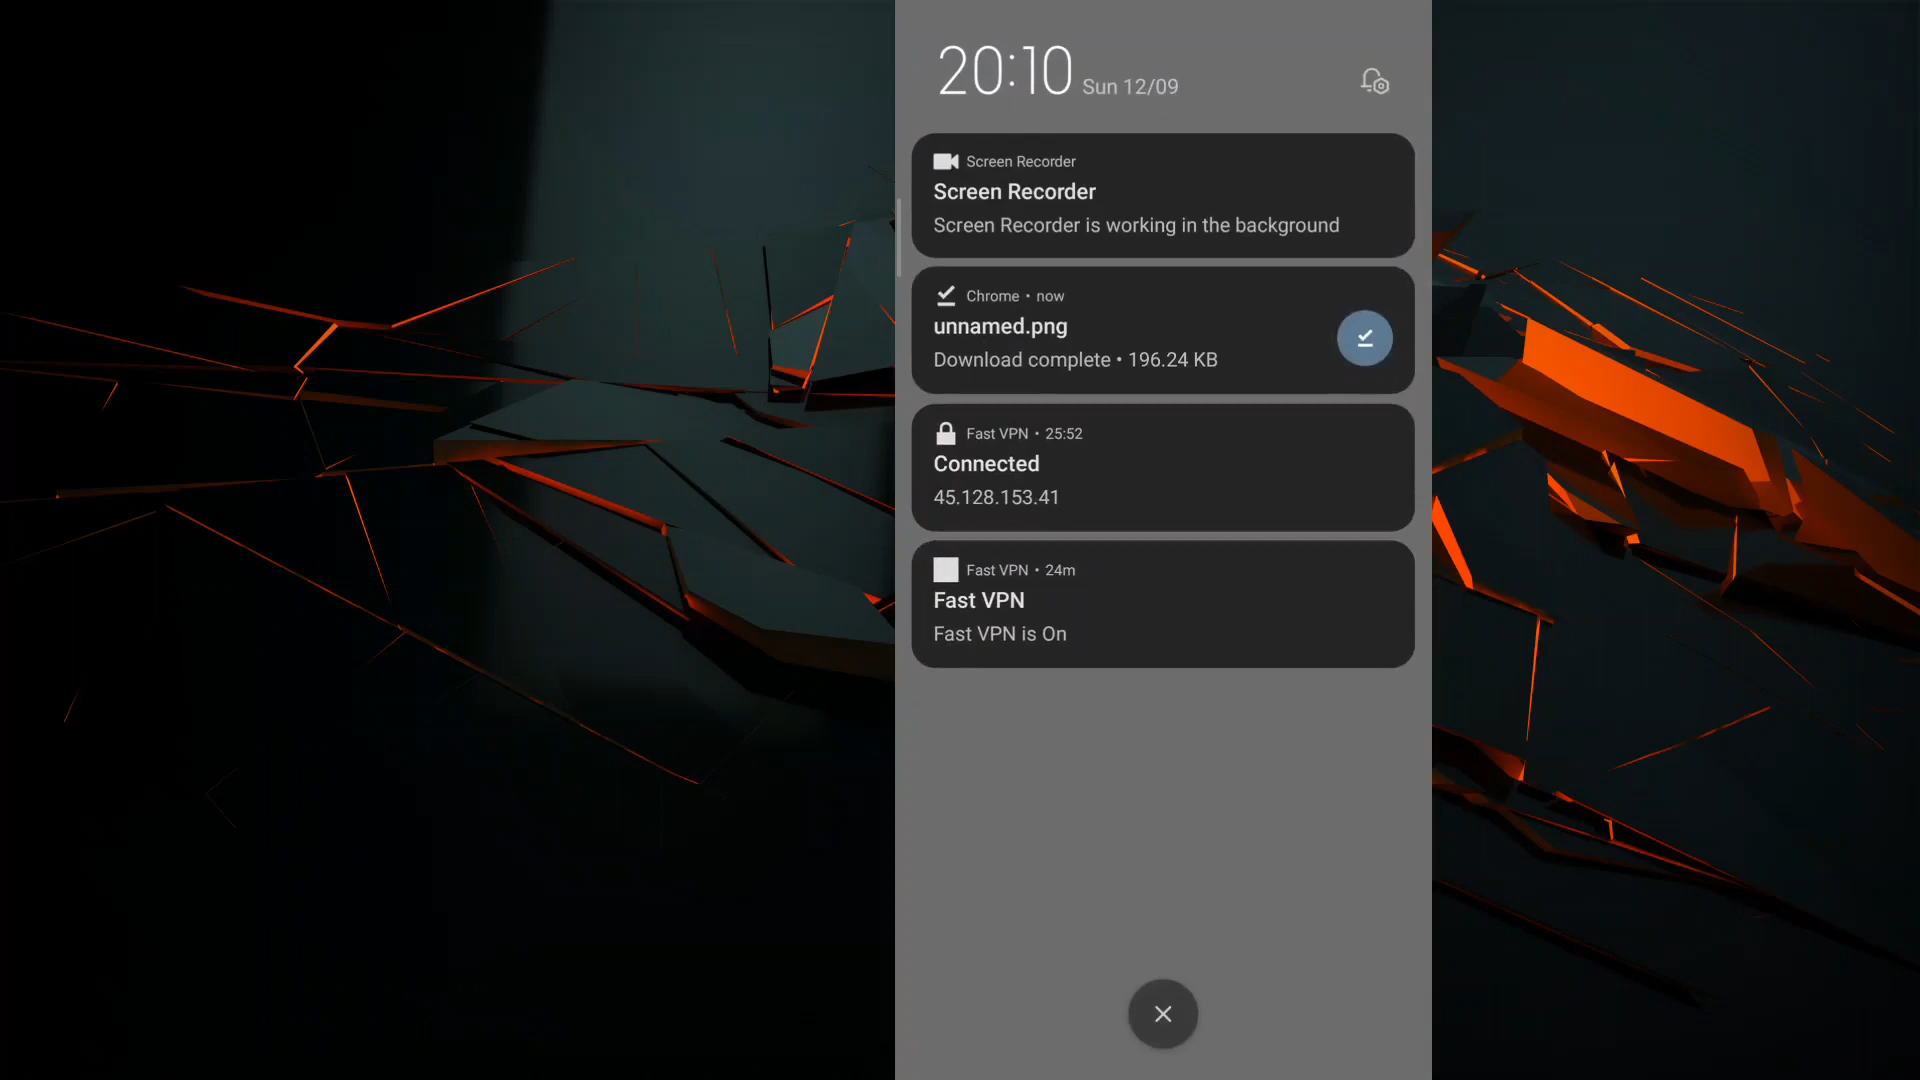 20:10 Sun 12/09
Screen Recorder
Screen Recorder
Screen Recorder is working in the background
Chrome • now
unnamed.png
Download complete • 196.24 KB
Fast VPN • 25:52
Connected
45.128.153.41
Fast VPN • 24m
Fast VPN
Fast VPN is On